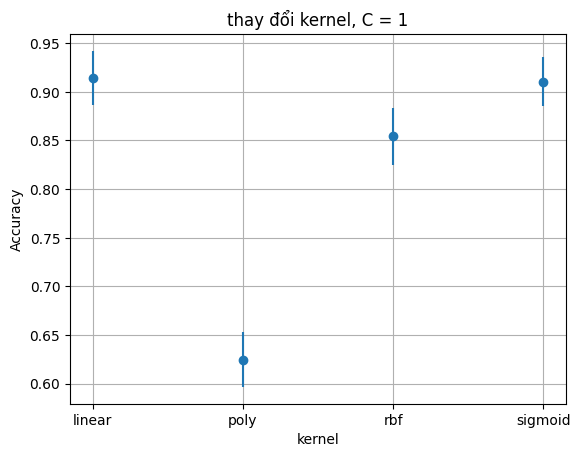 thay đổi kernel, C = 1
Accuracy
0.95
0.90
0.85
0.80
0.75
0.70
0.65
0.60
linear poly rbf sigmoid
kernel